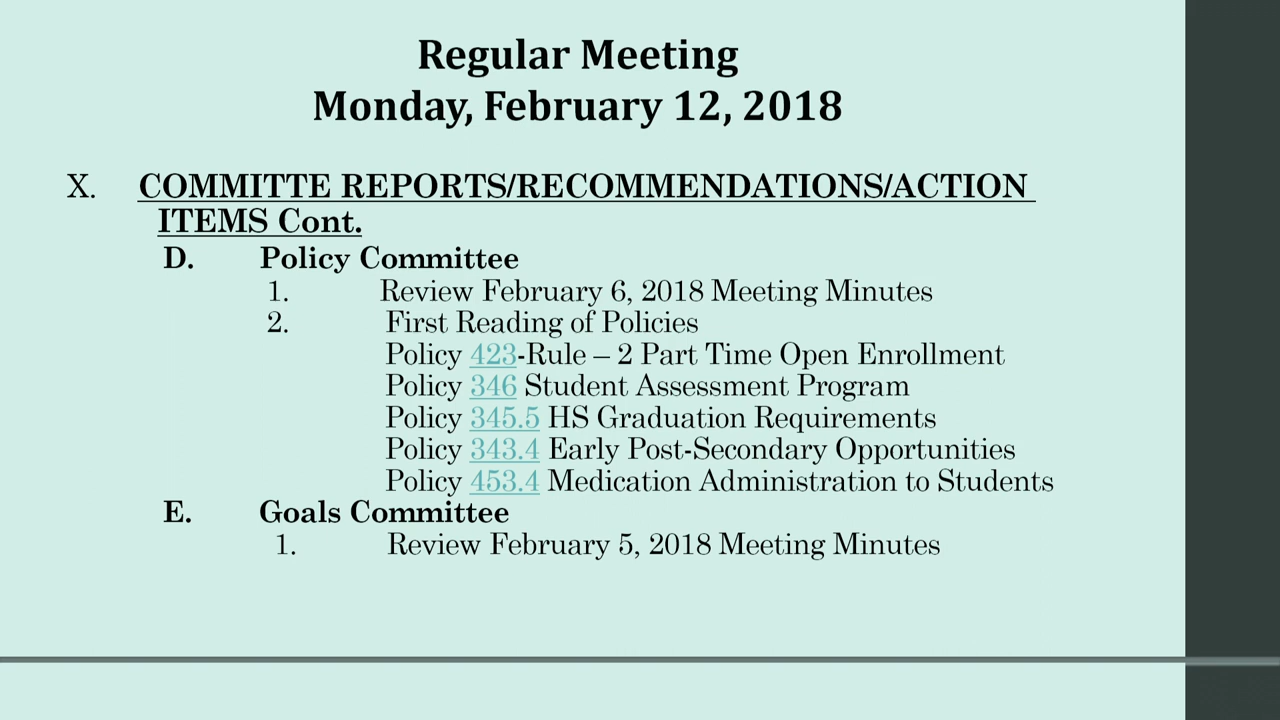 Regular Meeting
Monday, February 12, 2018
X. COMMITTE REPORTS/RECOMMENDATIONS/ACTION
ITEMS Cont.
D. Policy Committee
1. Review February 6, 2018 Meeting Minutes
2. First Reading of Policies
Policy 423-Rule – 2 Part Time Open Enrollment
Policy 346 Student Assessment Program
Policy 345.5 HS Graduation Requirements
Policy 343.4 Early Post-Secondary Opportunities
Policy 453.4 Medication Administration to Students
E. Goals Committee
1. Review February 5, 2018 Meeting Minutes